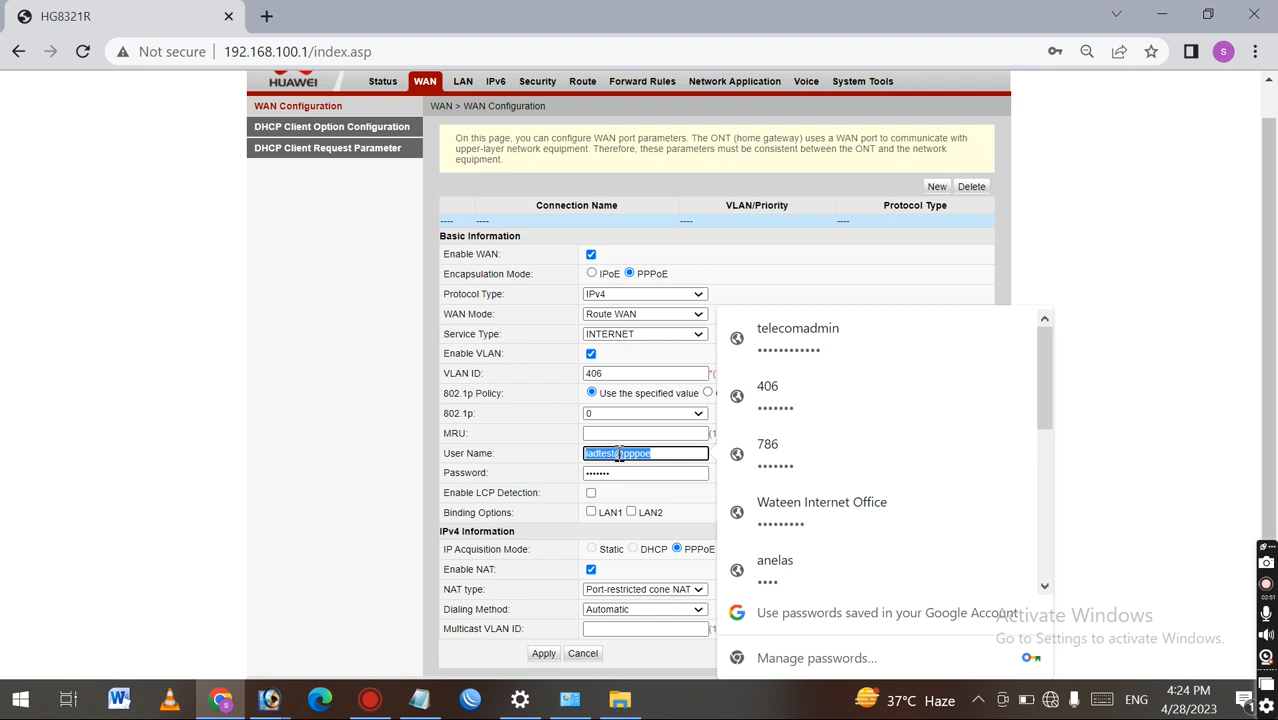 HG8321R
Not secure 192.168.100.1/index.asp
S
HUAWEI Status WAN LAN IPv6 Security Route Forward Rules Network Application Voice System Tools
WAN Configuration
DHCP Client Option Configuration
DHCP Client Request Parameter
WAN > WAN Configuration
On this page, you can configure WAN port parameters. The ONT (home gateway) uses a WAN port to communicate with
upper-layer network equipment. Therefore, these parameters must be consistent between the ONT and the network
equipment.
New Delete
Connection Name VLAN/Priority Protocol Type
---- ---- ---- ----
Basic Information
Enable WAN:
Encapsulation Mode: IPoE PPPoE
Protocol Type: IPv4
WAN Mode: Route WAN
Service Type: INTERNET
Enable VLAN:
VLAN ID: 406 *(
802.1p Policy: Use the specified value
802.1p: 0
MRU: (1
User Name: iadtest@pppoe
Password: •••••••
Enable LCP Detection:
Binding Options: LAN1 LAN2
IPv4 Information
IP Acquisition Mode: Static DHCP PPPoE
Enable NAT:
NAT type: Port-restricted cone NAT
Dialing Method: Automatic
Multicast VLAN ID: (1
Apply Cancel
telecomadmin
••••••••••••
406
•••••••
786
•••••••
Wateen Internet Office
•••••••••
anelas
••••
Use passwords saved in your Google Account
Manage passwords...
Activate Windows
Go to Settings to activate Windows.
02:51
37°C Haze
ENG
4:24 PM
4/28/2023
1